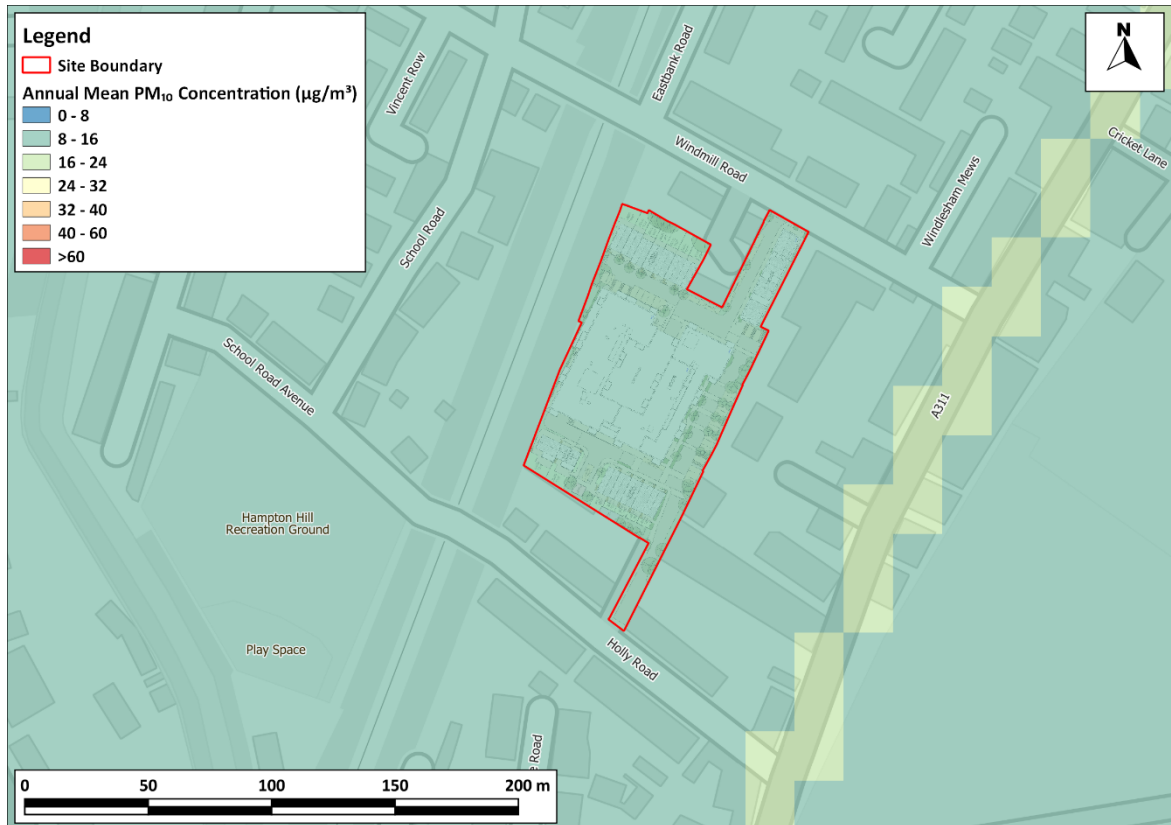 Legend
Site Boundary
Annual Mean PM₁₀ Concentration (µg/m³)
0 - 8
8 - 16
16 - 24
24 - 32
32 - 40
40 - 60
>60
N
Vincent Row
Eastbank Road
School Road
Windmill Road
Windlesham Mews
Cricket Lane
School Road Avenue
A311
Hampton Hill
Recreation Ground
Play Space
Holly Road
Road
0 50 100 150 200 m